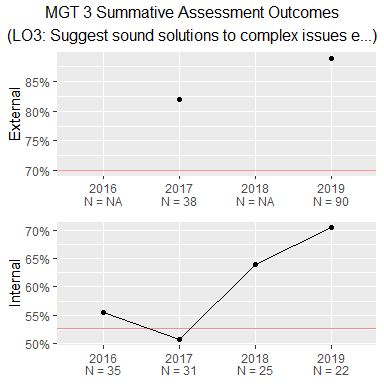 MGT 3 Summative Assessment Outcomes
(LO3: Suggest sound solutions to complex issues e...)
External
85%
80%
75%
70%
2016
N = NA
2017
N = 38
2018
N = NA
2019
N = 90
Internal
70%
65%
60%
55%
50%
2016
N = 35
2017
N = 31
2018
N = 25
2019
N = 22